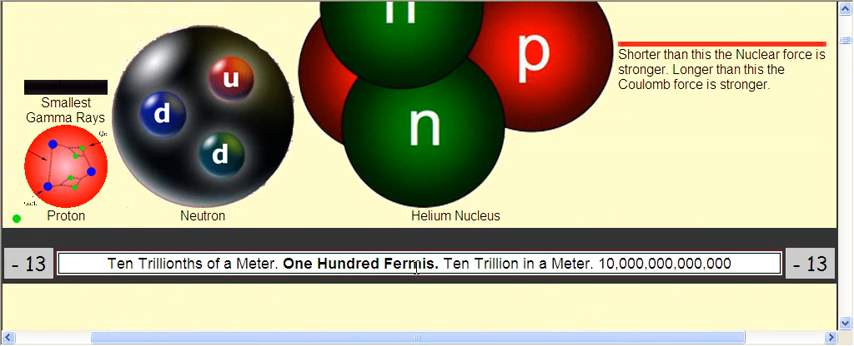 n
p
n
Shorter than this the Nuclear force is
stronger. Longer than this the
Coulomb force is stronger.
Smallest
Gamma Rays
u
d
d
Proton
Neutron
Helium Nucleus
- 13
Ten Trillionths of a Meter. One Hundred Fermis. Ten Trillion in a Meter. 10,000,000,000,000
- 13